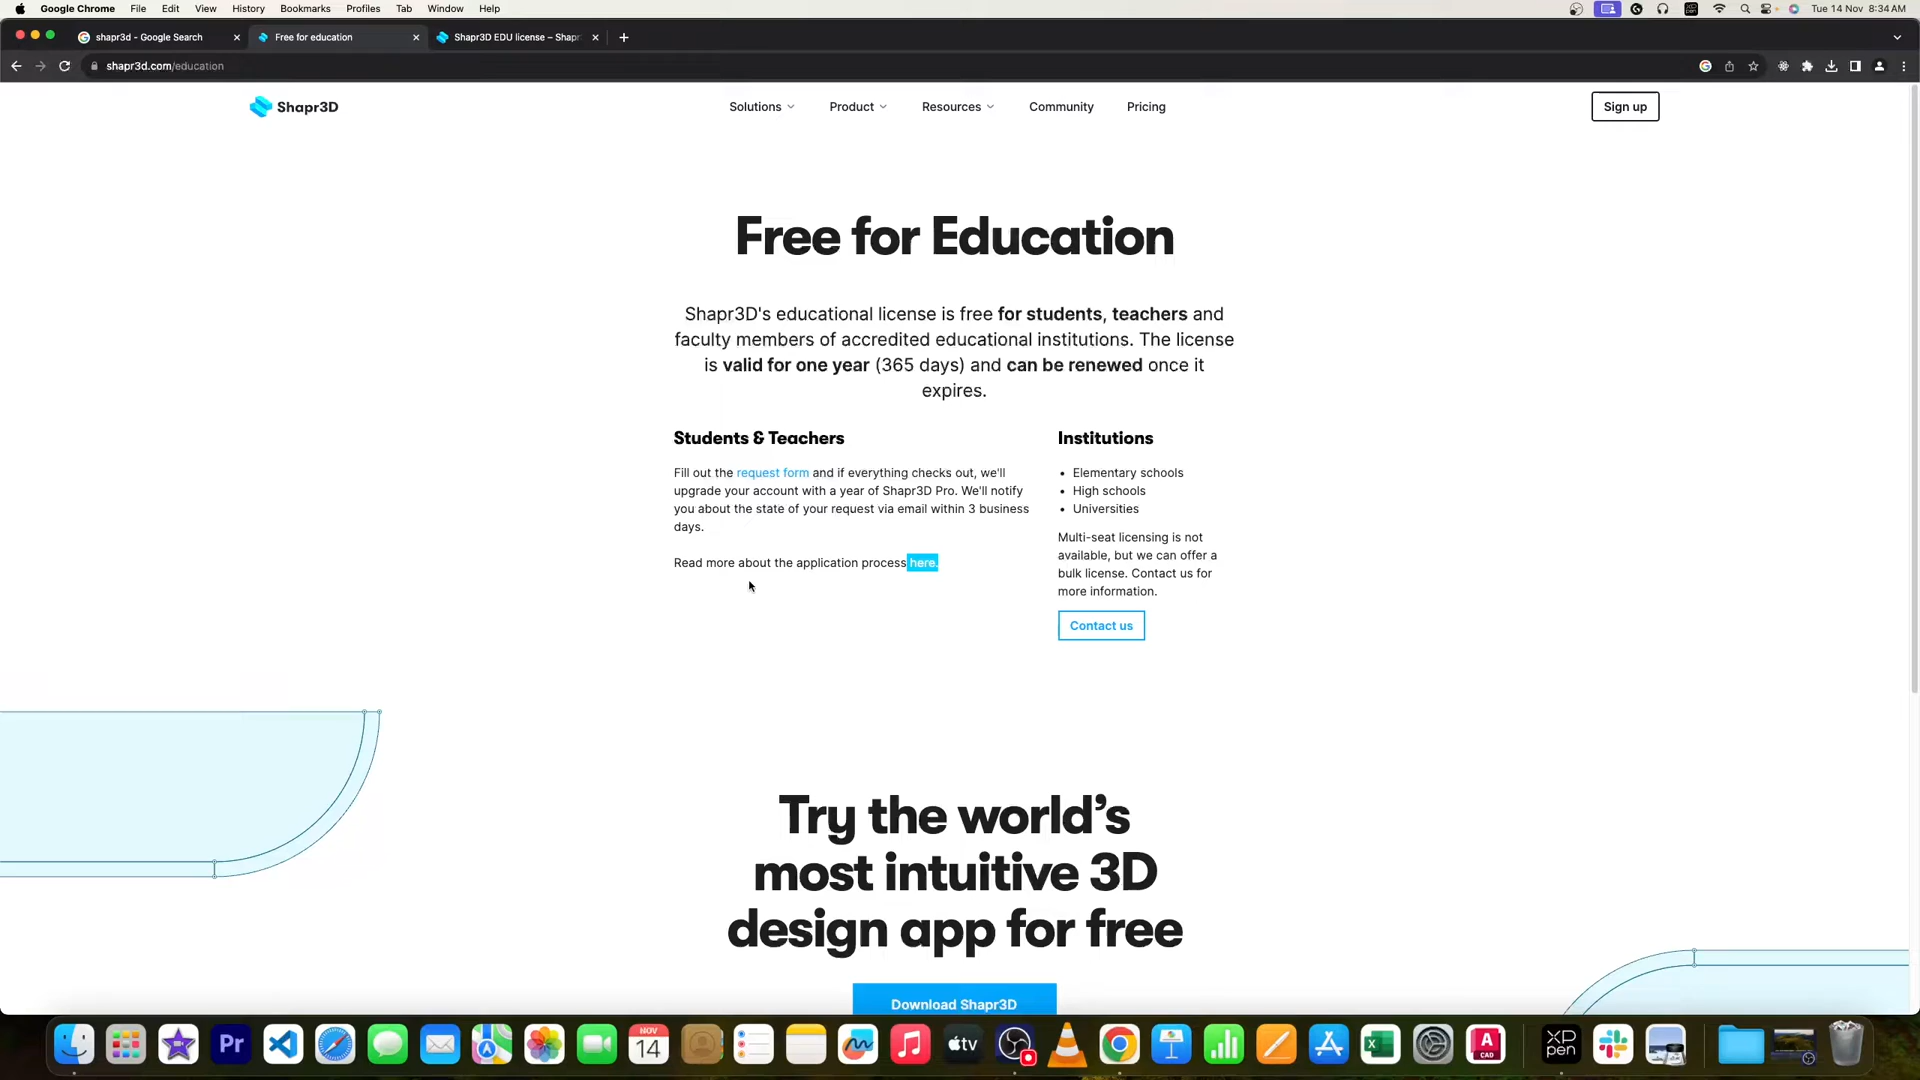 Google Chrome File Edit View History Bookmarks Profiles Tab Window Help Tue 14 Nov 8:34 AM
shapr3d - Google Search Free for education Shapr3D EDU license – Shapr
shapr3d.com/education
Shapr3D Solutions Product Resources Community Pricing Sign up
Free for Education
Shapr3D's educational license is free for students, teachers and
faculty members of accredited educational institutions. The license
is valid for one year (365 days) and can be renewed once it
expires.
Students & Teachers
Fill out the request form and if everything checks out, we'll
upgrade your account with a year of Shapr3D Pro. We'll notify
you about the state of your request via email within 3 business
days.
Read more about the application process here.
Institutions
• Elementary schools
• High schools
• Universities
Multi-seat licensing is not
available, but we can offer a
bulk license. Contact us for
more information.
Contact us
Try the world's
most intuitive 3D
design app for free
Download Shapr3D
Pr
NOV
14
tv
A
CAD
XP
pen